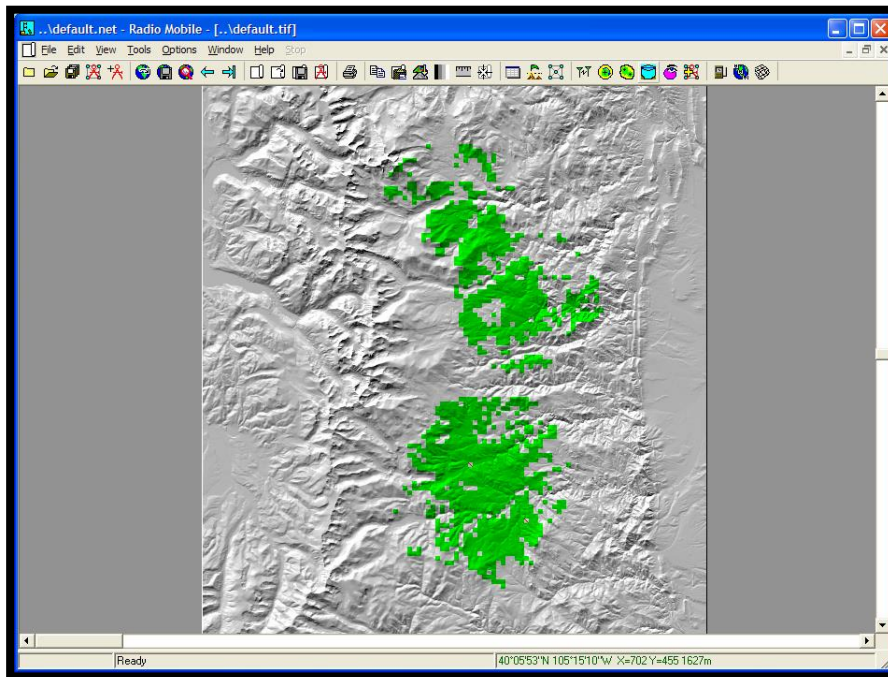 ..\default.net - Radio Mobile - [..\default.tif]
File Edit View Tools Options Window Help Stop
Ready
40°05'53"N 105°15'10"W X=702 Y=455 1627m